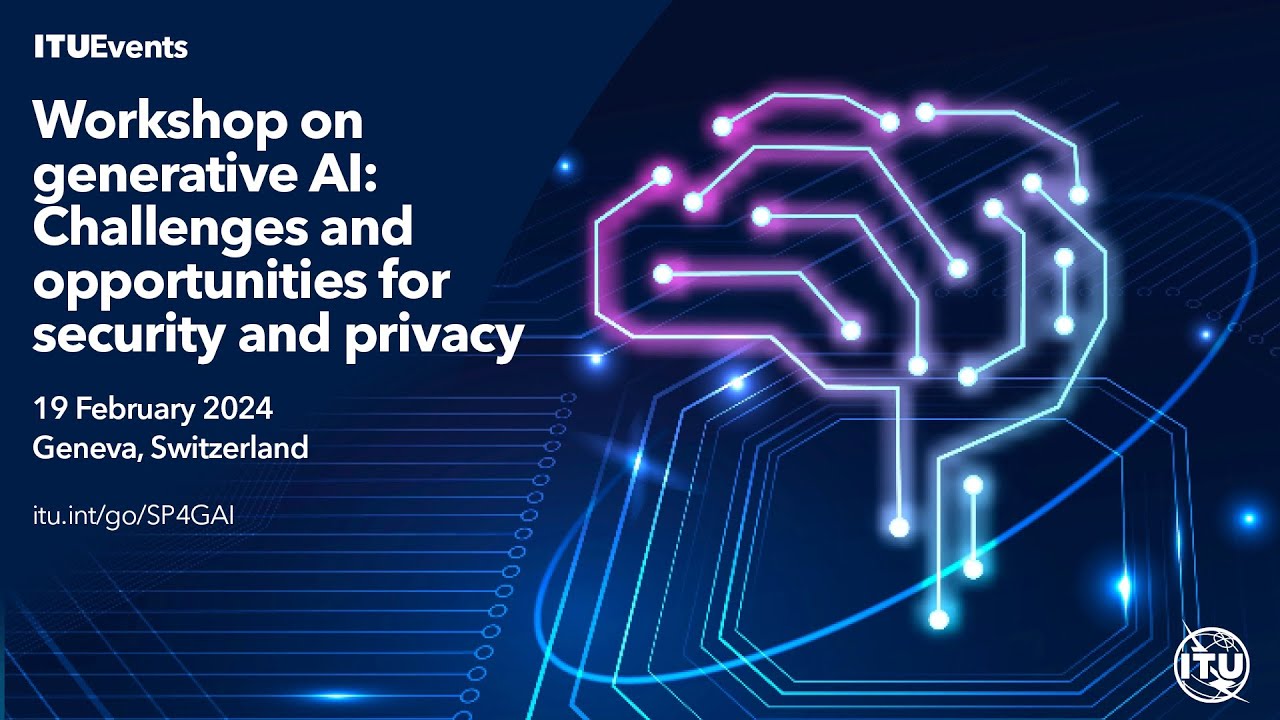 ITUEvents
Workshop on
generative AI:
Challenges and
opportunities for
security and privacy
19 February 2024
Geneva, Switzerland
itu.int/go/SP4GAI
ITU